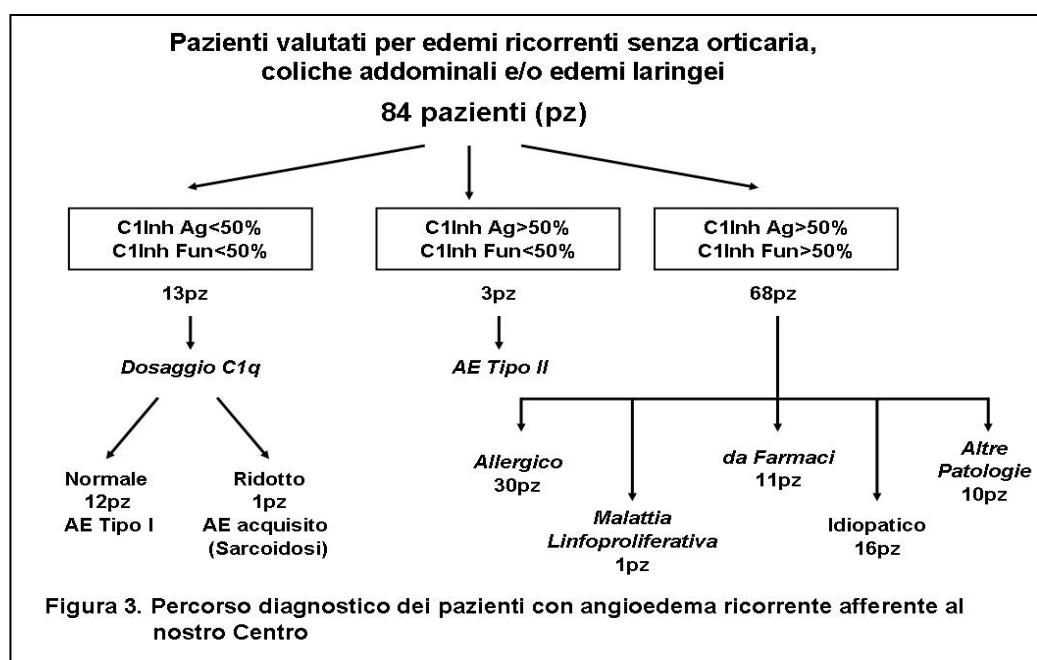 Pazienti valutati per edemi ricorrenti senza orticaria,
coliche addominali e/o edemi laringei
84 pazienti (pz)
C1Inh Ag<50%
C1Inh Fun<50%
C1Inh Ag>50%
C1Inh Fun<50%
C1Inh Ag>50%
C1Inh Fun>50%
13pz
3pz
68pz
Dosaggio C1q
AE Tipo II
Normale
12pz
AE Tipo I
Ridotto
1pz
AE acquisito
(Sarcoidosi)
Allergico
30pz
Malattia
Linfoproliferativa
1pz
da Farmaci
11pz
Idiopatico
16pz
Altre
Patologie
10pz
Figura 3. Percorso diagnostico dei pazienti con angioedema ricorrente afferente al
nostro Centro